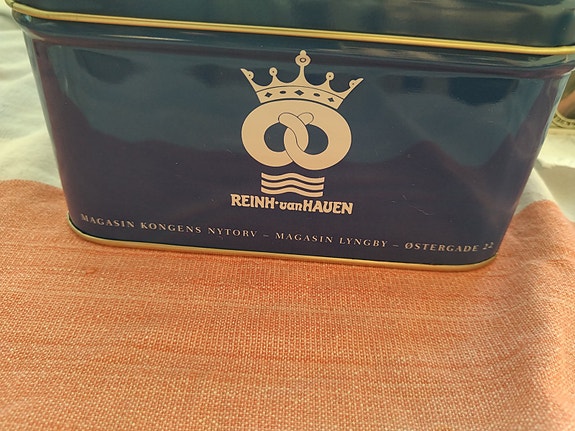 REINH·vanHAUEN
MAGASIN KONGENS NYTORV – MAGASIN LYNGBY – ØSTERGADE 22